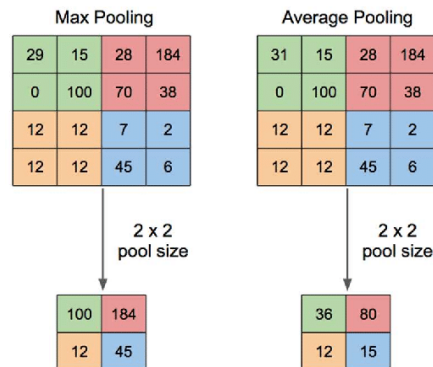 Max Pooling
29 15 28 184
0 100 70 38
12 12 7 2
12 12 45 6
2 x 2
pool size
100 184
12 45
Average Pooling
31 15 28 184
0 100 70 38
12 12 7 2
12 12 45 6
2 x 2
pool size
36 80
12 15